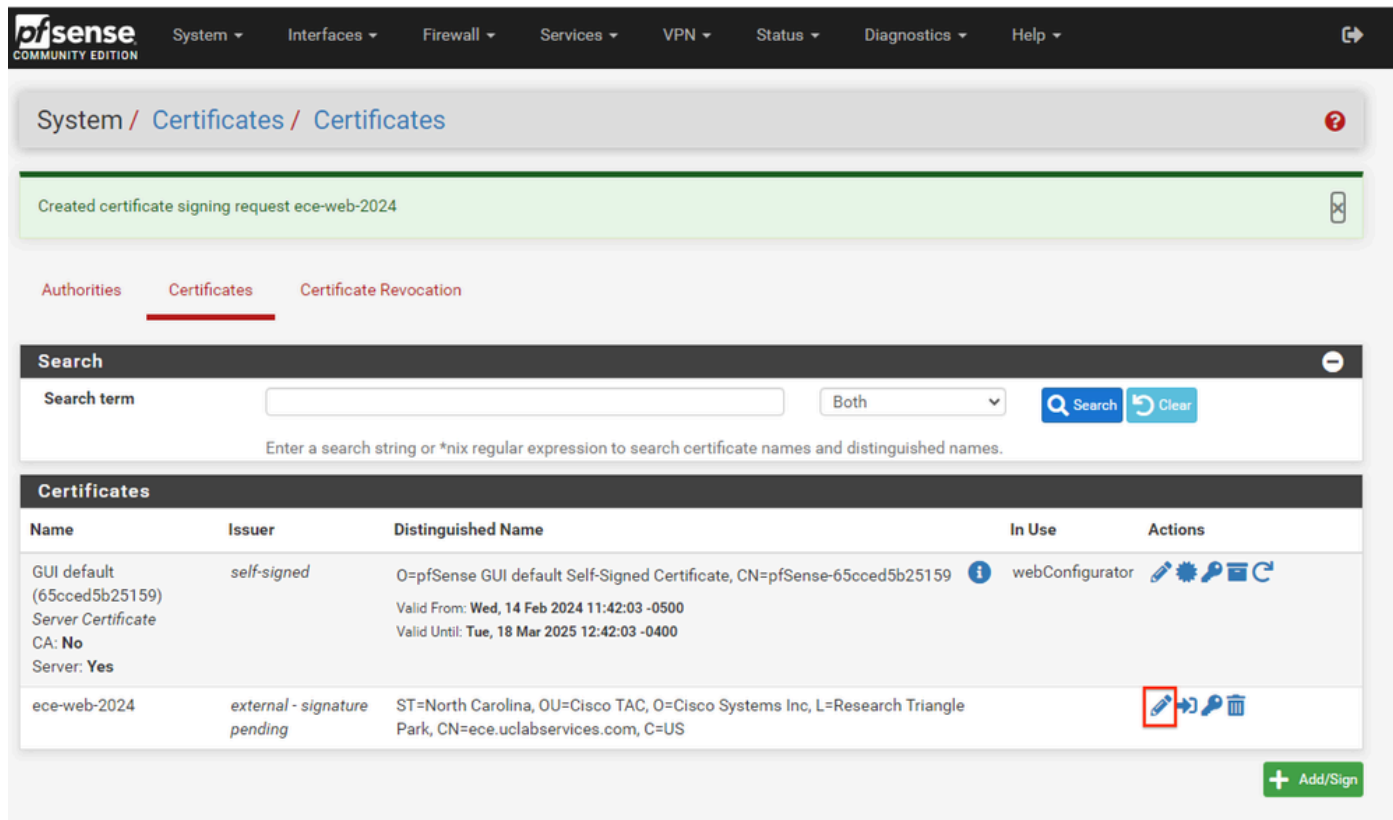 pfsense
COMMUNITY EDITION
System
Interfaces
Firewall
Services
VPN
Status
Diagnostics
Help
System / Certificates / Certificates
Created certificate signing request ece-web-2024
Authorities
Certificates
Certificate Revocation
Search
Search term
Both
Search
Clear
Enter a search string or *nix regular expression to search certificate names and distinguished names.
Certificates
Name
Issuer
Distinguished Name
In Use
Actions
GUI default
(65cced5b25159)
Server Certificate
CA: No
Server: Yes
self-signed
O=pfSense GUI default Self-Signed Certificate, CN=pfSense-65cced5b25159
Valid From: Wed, 14 Feb 2024 11:42:03 -0500
Valid Until: Tue, 18 Mar 2025 12:42:03 -0400
webConfigurator
ece-web-2024
external - signature
pending
ST=North Carolina, OU=Cisco TAC, O=Cisco Systems Inc, L=Research Triangle
Park, CN=ece.uclabservices.com, C=US
Add/Sign